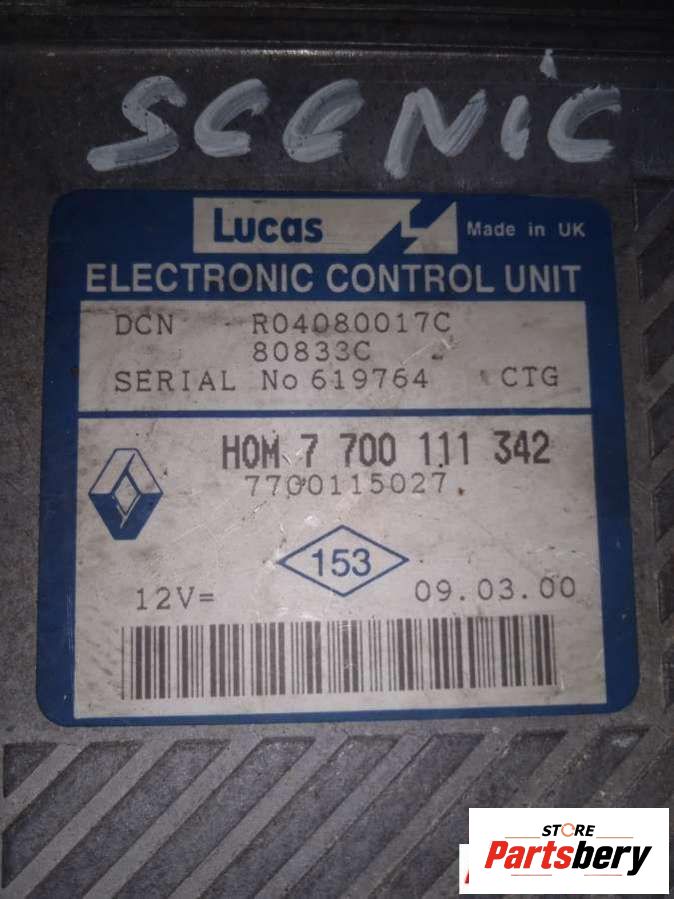 SCENIC
Lucas Made in UK
ELECTRONIC CONTROL UNIT
DCN R04080017C
80833C
SERIAL No 619764 CTG
HOM 7 700 111 342
7700115027
153
12V= 09.03.00
STORE
Partsbery